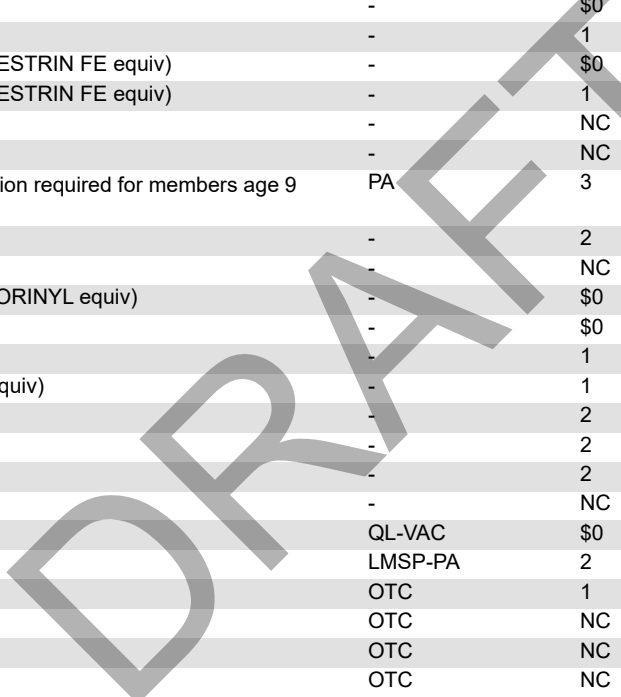 - $0
- 1
ESTRIN FE equiv) - $0
ESTRIN FE equiv) - 1
- NC
- NC
ion required for members age 9 PA 3
- 2
- NC
ORINYL equiv) - $0
- $0
- 1
quiv) - 1
- 2
- 2
- 2
- NC
QL-VAC $0
LMSP-PA 2
OTC 1
OTC NC
OTC NC
OTC NC
DRAFT